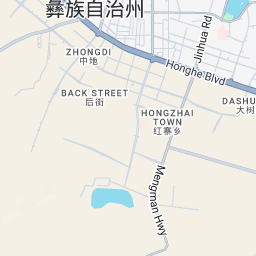 彝族自治州
Jinhua Rd
ZHONGDI
中地
Honghe Blvd
BACK STREET
后街
DASHU
大树
HONGZHAI
TOWN
红寨乡
Mengman Hwy